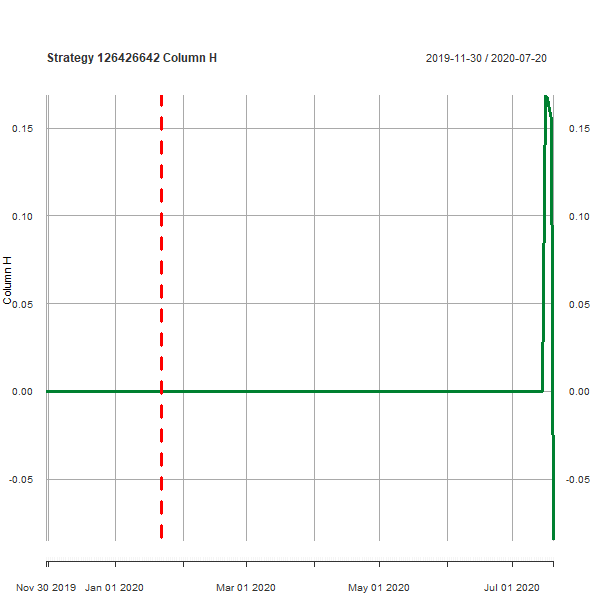 Strategy 126426642 Column H
2019-11-30 / 2020-07-20
0.15 0.15
0.10 0.10
Column H
0.05 0.05
0.00 0.00
-0.05 -0.05
Nov 30 2019 Jan 01 2020 Mar 01 2020 May 01 2020 Jul 01 2020